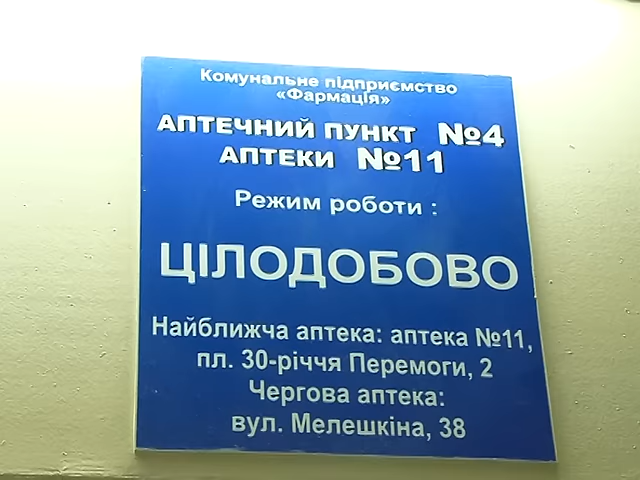 Комунальне підприємство
«Фармація»
АПТЕЧНИЙ ПУНКТ №4
АПТЕКИ №11
Режим роботи :
ЦІЛОДОБОВО
Найближча аптека: аптека №11,
пл. 30-річчя Перемоги, 2
Чергова аптека:
вул. Мелешкіна, 38